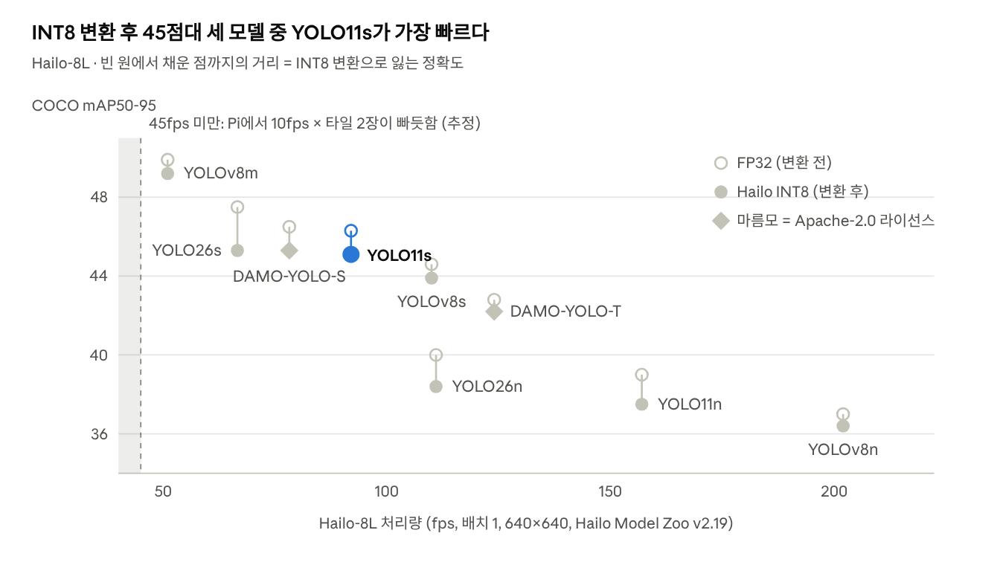 INT8 변환 후 45점대 세 모델 중 YOLO11s가 가장 빠르다
Hailo-8L · 빈 원에서 채운 점까지의 거리 = INT8 변환으로 잃는 정확도
COCO mAP50-95
45fps 미만: Pi에서 10fps × 타일 2장이 빠듯함 (추정)
FP32 (변환 전)
YOLOv8m
48
Hailo INT8 (변환 후)
마름모 = Apache-2.0 라이선스
YOLO26s
YOLO11s
44
DAMO-YOLO-S
YOLOv8s
DAMO-YOLO-T
40
YOLO26n
YOLO11n
36
YOLOv8n
50
100
150
200
Hailo-8L 처리량 (fps, 배치 1, 640×640, Hailo Model Zoo v2.19)